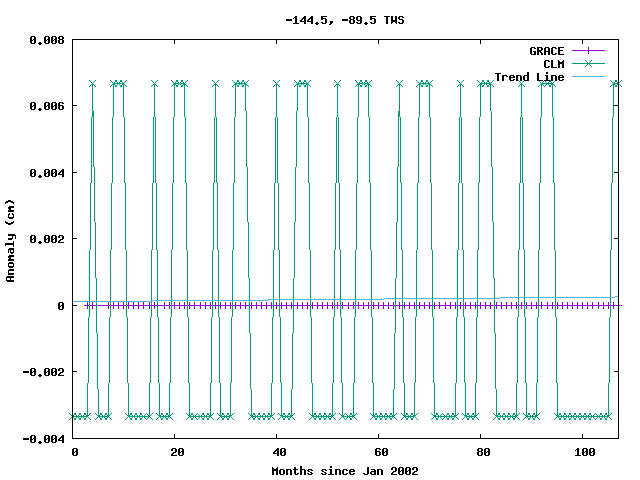 -144.5, -89.5 TWS
GRACE
CLM
Trend Line
0.008
0.006
0.004
0.002
0
-0.002
-0.004
Anomaly (cm)
0 20 40 60 80 100
Months since Jan 2002